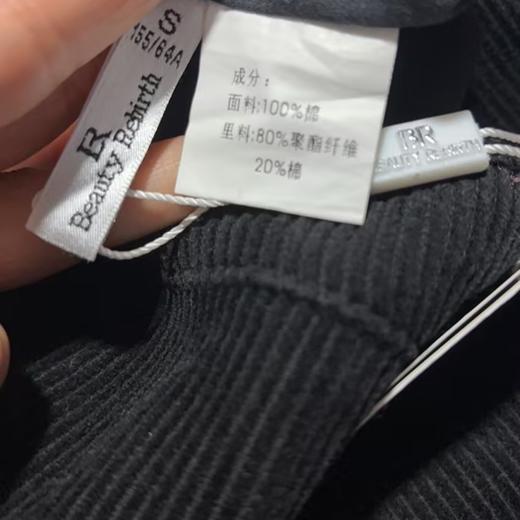 S
155/64A
R
Beauty Rebirth
成分:
面料:100%棉
里料:80%聚酯纤维
20%棉
BR
BEAUTY REBIRTH